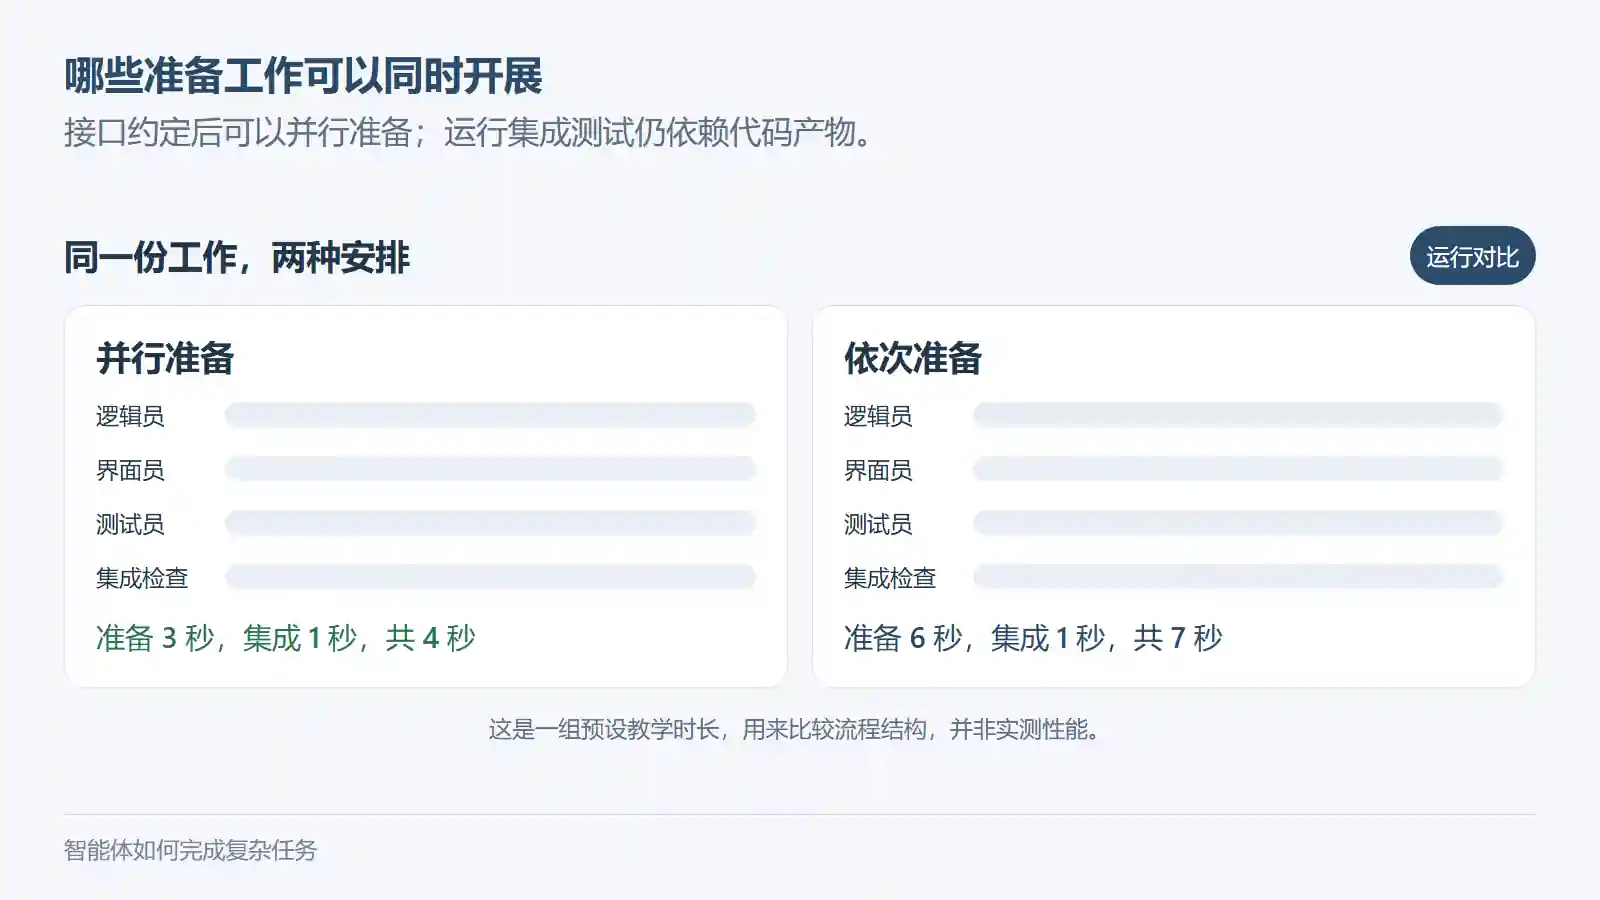 哪些准备工作可以同时开展
接口约定后可以并行准备；运行集成测试仍依赖代码产物。
同一份工作，两种安排
运行对比
并行准备
逻辑员
界面员
测试员
集成检查
准备 3 秒，集成 1 秒，共 4 秒
依次准备
逻辑员
界面员
测试员
集成检查
准备 6 秒，集成 1 秒，共 7 秒
这是一组预设教学时长，用来比较流程结构，并非实测性能。
智能体如何完成复杂任务